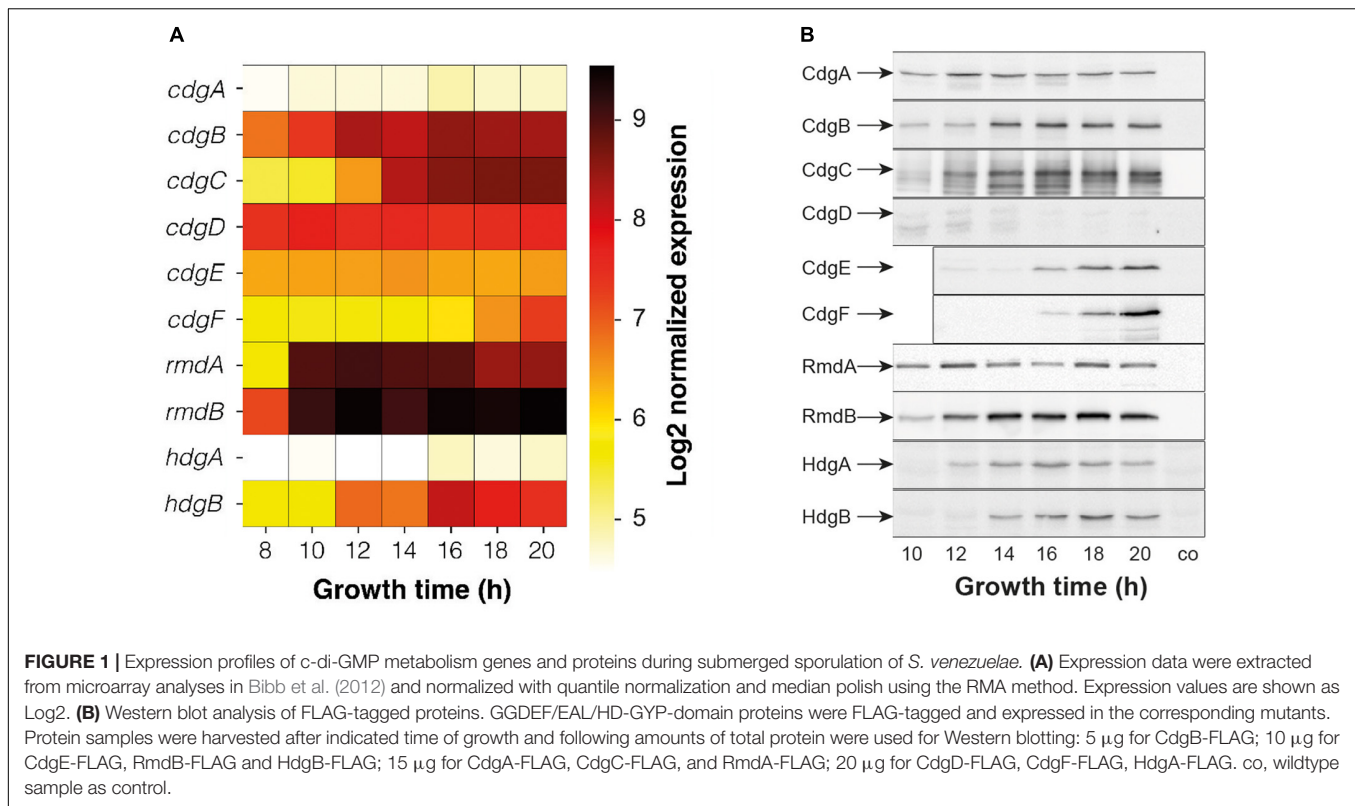 A
cdgA
cdgB
cdgC
cdgD
cdgE
cdgF
rmdA
rmdB
hdgA
hdgB
8 10 12 14 16 18 20
Growth time (h)
9
8
7
6
5
Log2 normalized expression
B
CdgA
CdgB
CdgC
CdgD
CdgE
CdgF
RmdA
RmdB
HdgA
HdgB
10 12 14 16 18 20 co
Growth time (h)
FIGURE 1 | Expression profiles of c-di-GMP metabolism genes and proteins during submerged sporulation of S. venezuelae. (A) Expression data were extracted
from microarray analyses in Bibb et al. (2012) and normalized with quantile normalization and median polish using the RMA method. Expression values are shown as
Log2. (B) Western blot analysis of FLAG-tagged proteins. GGDEF/EAL/HD-GYP-domain proteins were FLAG-tagged and expressed in the corresponding mutants.
Protein samples were harvested after indicated time of growth and following amounts of total protein were used for Western blotting: 5 μg for CdgB-FLAG; 10 μg for
CdgE-FLAG, RmdB-FLAG and HdgB-FLAG; 15 μg for CdgA-FLAG, CdgC-FLAG, and RmdA-FLAG; 20 μg for CdgD-FLAG, CdgF-FLAG, HdgA-FLAG. co, wildtype
sample as control.